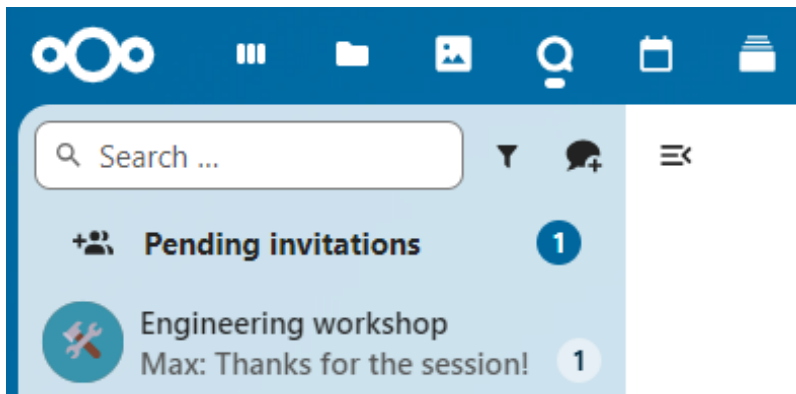 Search ...
Pending invitations 1
Engineering workshop
Max: Thanks for the session! 1